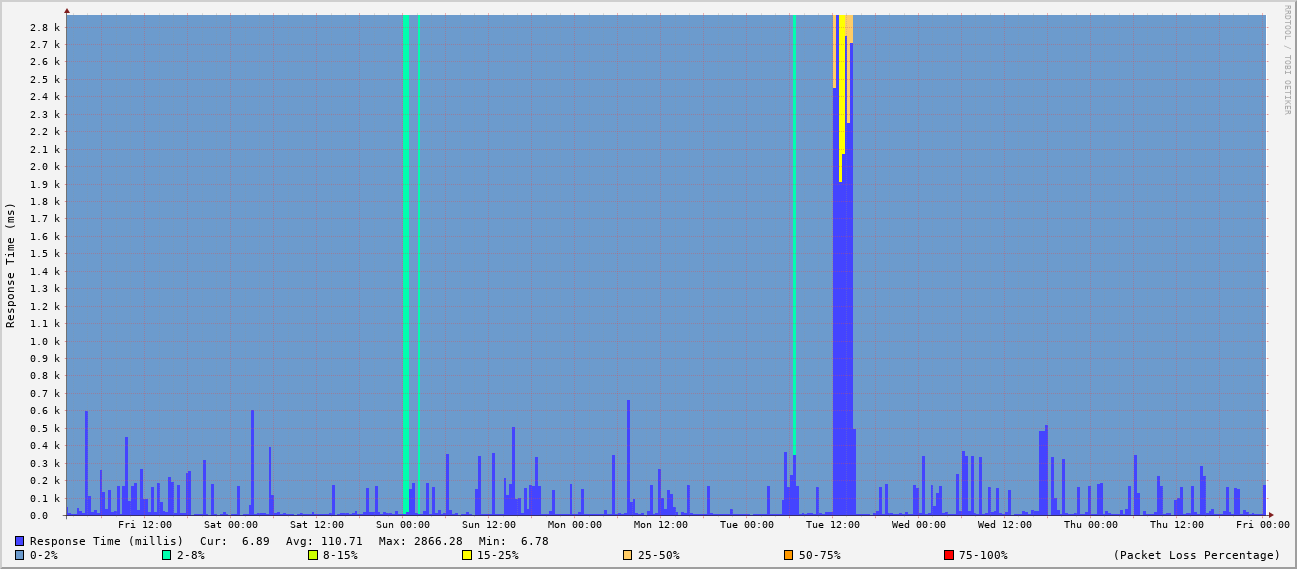 RRDTOOL / TOBI OETIKER
Response Time (ms)
2.8 k
2.7 k
2.6 k
2.5 k
2.4 k
2.3 k
2.2 k
2.1 k
2.0 k
1.9 k
1.8 k
1.7 k
1.6 k
1.5 k
1.4 k
1.3 k
1.2 k
1.1 k
1.0 k
0.9 k
0.8 k
0.7 k
0.6 k
0.5 k
0.4 k
0.3 k
0.2 k
0.1 k
0.0
Fri 12:00 Sat 00:00 Sat 12:00 Sun 00:00 Sun 12:00 Mon 00:00 Mon 12:00 Tue 00:00 Tue 12:00 Wed 00:00 Wed 12:00 Thu 00:00 Thu 12:00 Fri 00:00
Response Time (millis) Cur: 6.89 Avg: 110.71 Max: 2866.28 Min: 6.78
0-2% 2-8% 8-15% 15-25% 25-50% 50-75% 75-100% (Packet Loss Percentage)